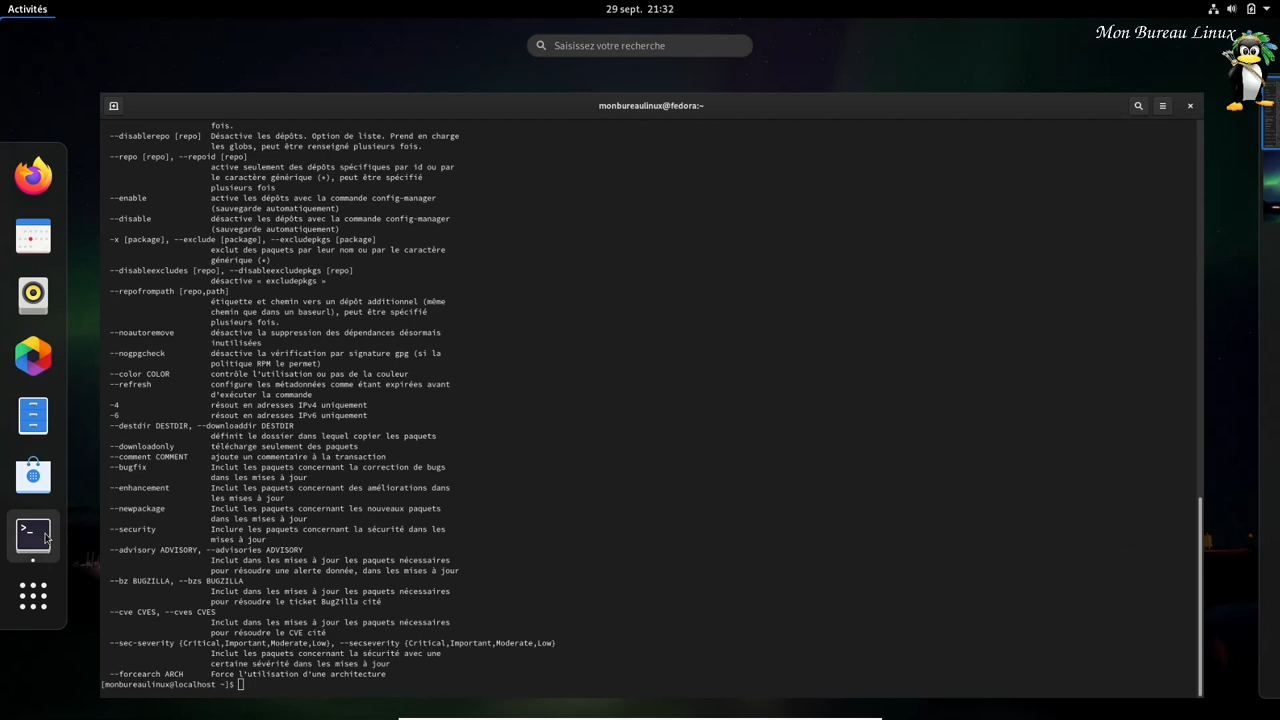 Activités
29 sept. 21:32
Mon Bureau Linux
Saisissez votre recherche
monbureaulinux@fedora:~
fois.
--disablerepo [repo] Désactive les dépôts. Option de liste. Prend en charge
les globs, peut être renseigné plusieurs fois.
--repo [repo], --repoid [repo]
active seulement des dépôts spécifiques par id ou par
le caractère générique (*), peut être spécifié
plusieurs fois
--enable active les dépôts avec la commande config-manager
(sauvegarde automatiquement)
--disable désactive les dépôts avec la commande config-manager
(sauvegarde automatiquement)
-x [package], --exclude [package], --excludepkgs [package]
exclut des paquets par leur nom ou par le caractère
générique (*)
--disableexcludes [repo], --disableexcludepkgs [repo]
désactive « excludepkgs »
--repofrompath [repo,path]
étiquette et chemin vers un dépôt additionnel (même
chemin que dans un baseurl), peut être spécifié
plusieurs fois.
--noautoremove désactive la suppression des dépendances désormais
inutilisées
--nogpgcheck désactive la vérification par signature gpg (si la
politique RPM le permet)
--color COLOR contrôle l'utilisation ou pas de la couleur
--refresh configure les métadonnées comme étant expirées avant
d'exécuter la commande
-4 résout en adresses IPv4 uniquement
-6 résout en adresses IPv6 uniquement
--destdir DESTDIR, --downloaddir DESTDIR
définit le dossier dans lequel copier les paquets
--downloadonly télécharge seulement des paquets
--comment COMMENT ajoute un commentaire à la transaction
--bugfix Inclut les paquets concernant la correction de bugs
dans les mises à jour
--enhancement Inclut les paquets concernant des améliorations dans
les mises à jour
--newpackage Inclut les paquets concernant les nouveaux paquets
dans les mises à jour
--security Inclure les paquets concernant la sécurité dans les
mises à jour
--advisory ADVISORY, --advisories ADVISORY
Inclut dans les mises à jour les paquets nécessaires
pour résoudre une alerte donnée, dans les mises à jour
--bz BUGZILLA, --bzs BUGZILLA
Inclut dans les mises à jour les paquets nécessaires
pour résoudre le ticket BugZilla cité
--cve CVES, --cves CVES
Inclut dans les mises à jour les paquets nécessaires
pour résoudre le CVE cité
--sec-severity {Critical,Important,Moderate,Low}, --secseverity {Critical,Important,Moderate,Low}
Inclut les paquets concernant la sécurité avec une
certaine sévérité dans les mises à jour
--forcearch ARCH Force l'utilisation d'une architecture
[monbureaulinux@localhost ~]$